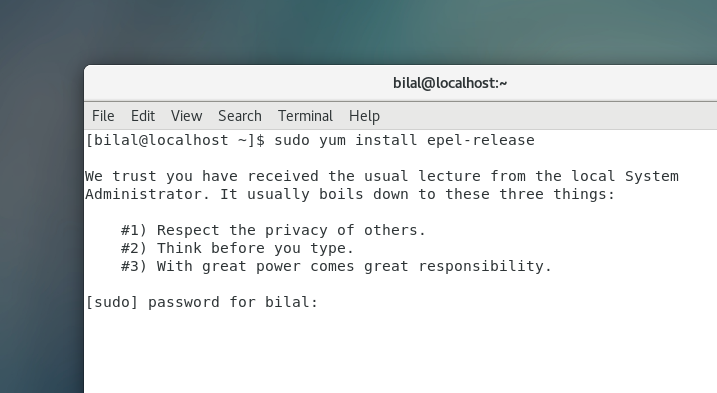 bilal@localhost:~
File Edit View Search Terminal Help
[bilal@localhost ~]$ sudo yum install epel-release
We trust you have received the usual lecture from the local System
Administrator. It usually boils down to these three things:
#1) Respect the privacy of others.
#2) Think before you type.
#3) With great power comes great responsibility.
[sudo] password for bilal: